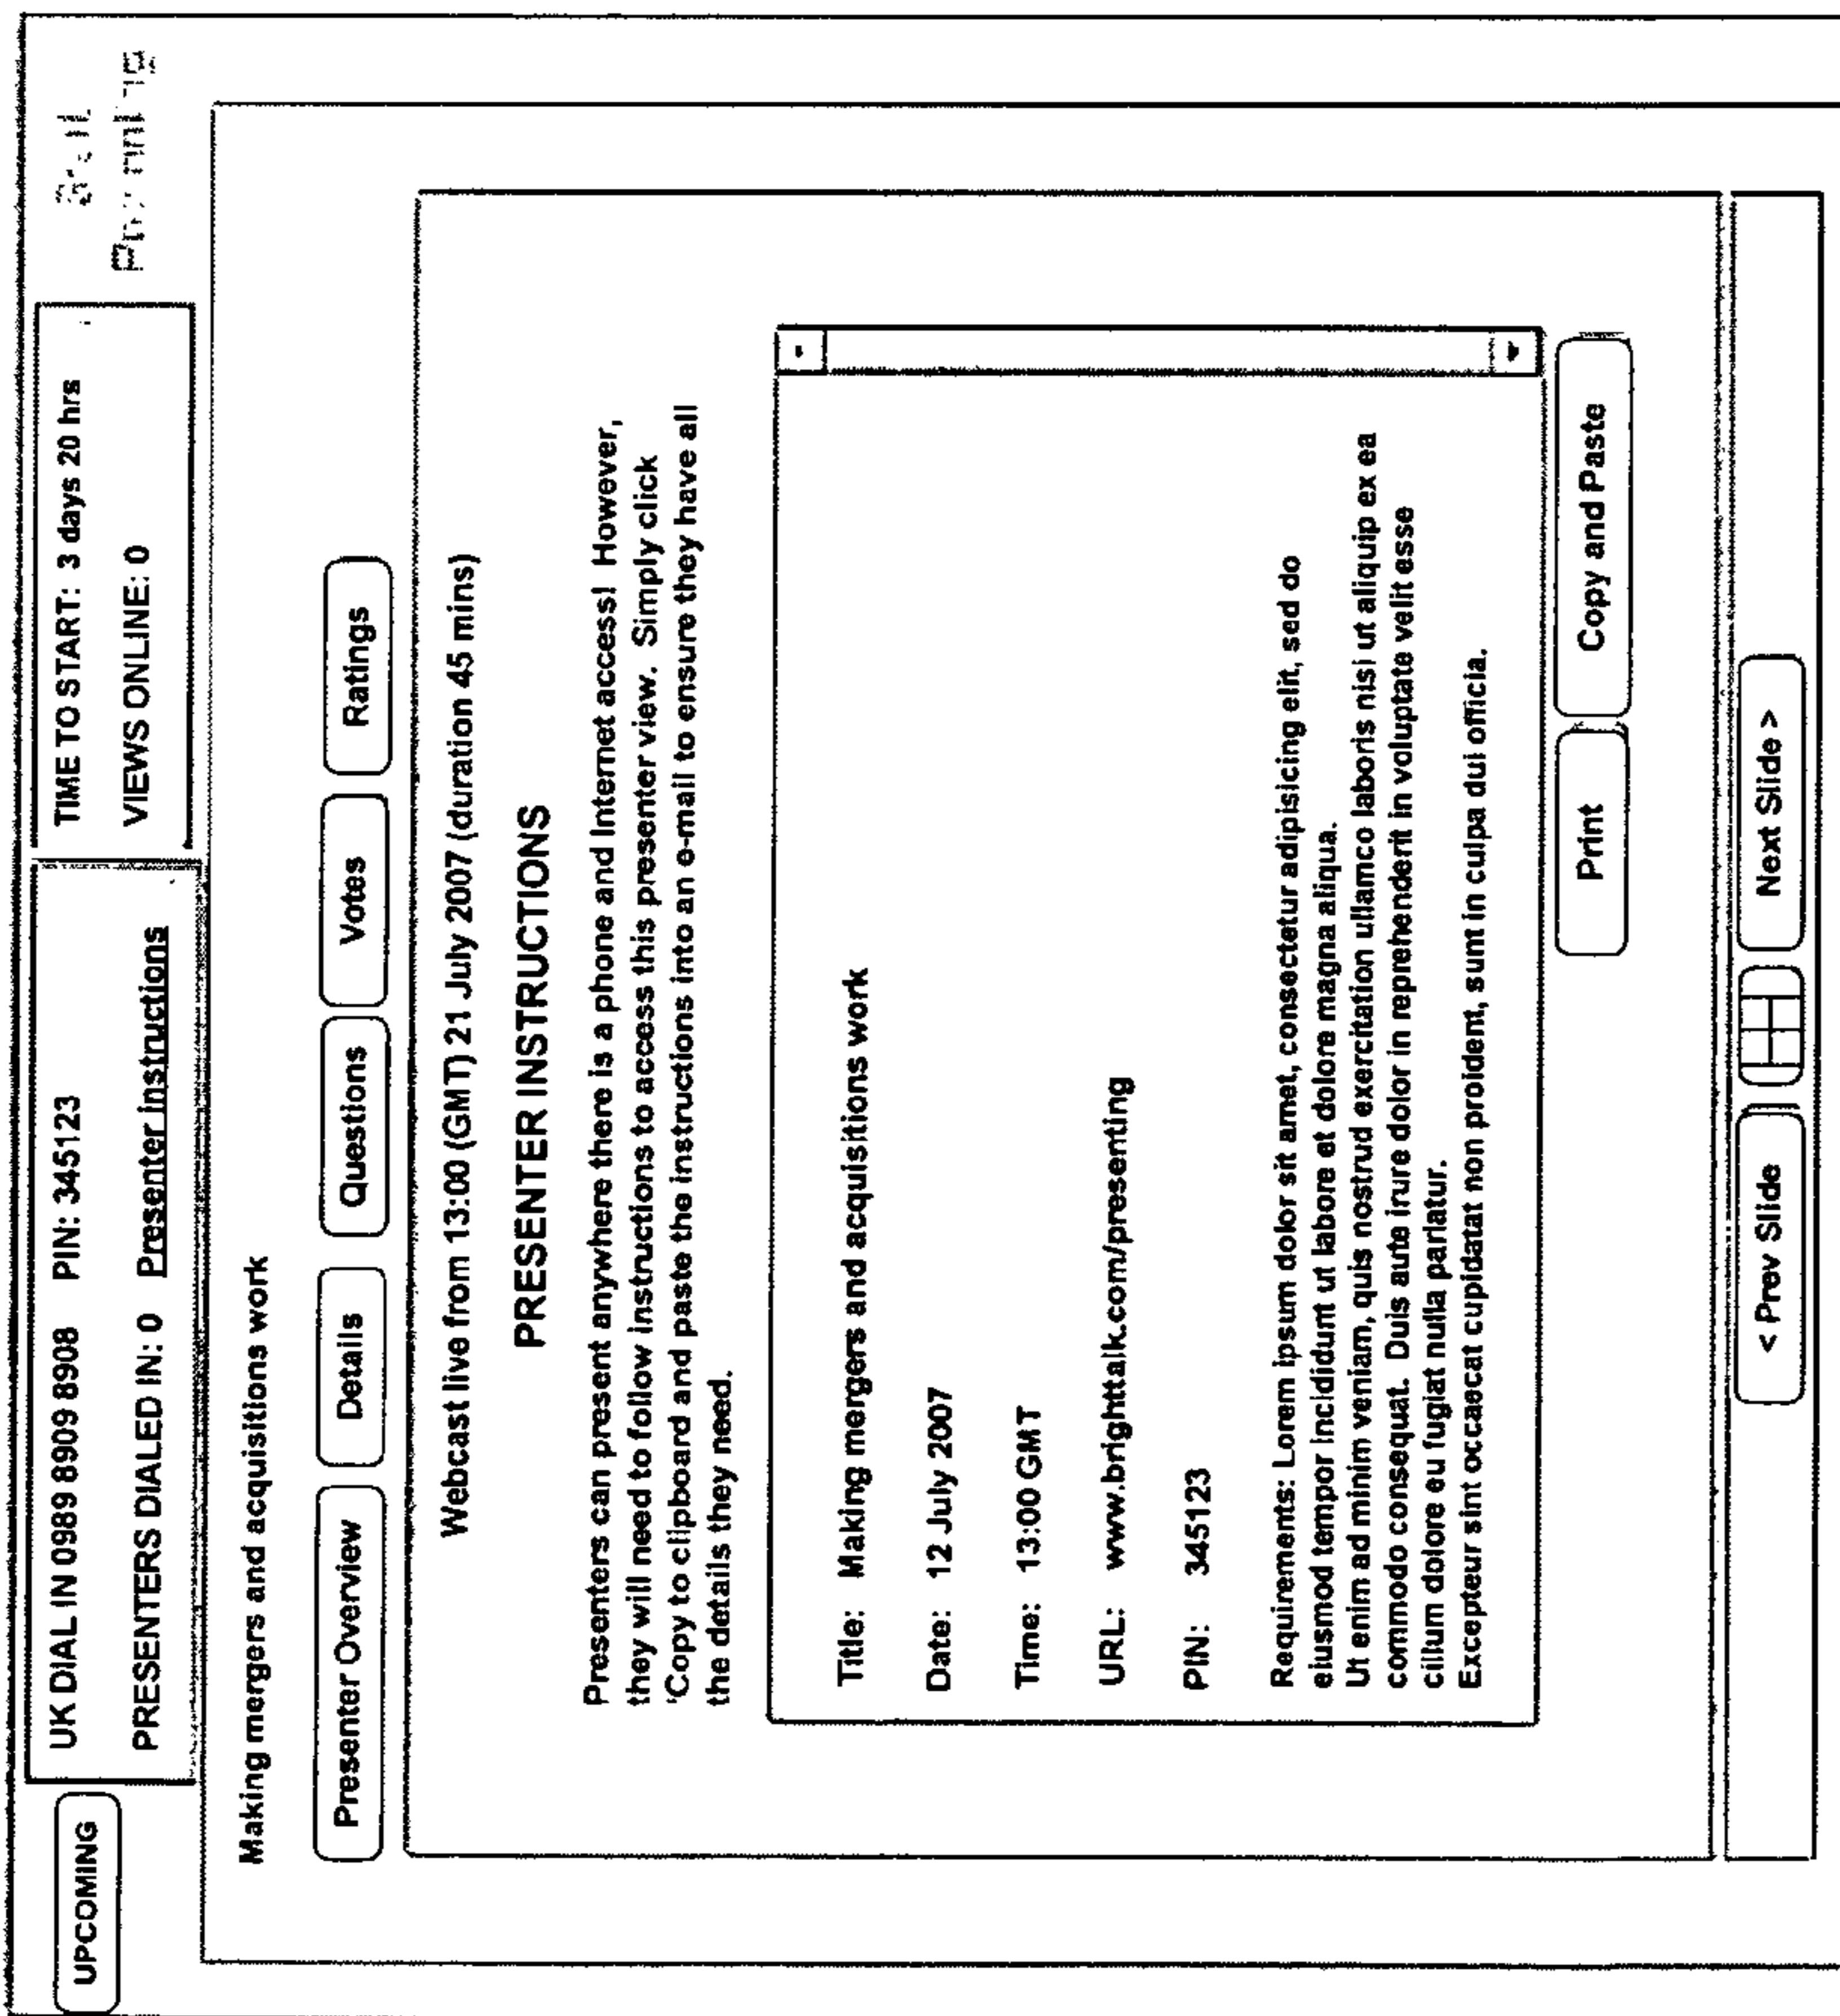 UPCOMING
UK DIAL IN 0989 8909 8908 PIN: 345123
PRESENTERS DIALED IN: 0 Presenter instructions
TIME TO START: 3 days 20 hrs
VIEWS ONLINE: 0
Making mergers and acquisitions work
Presenter Overview
Details
Questions
Votes
Ratings
Webcast live from 13:00 (GMT) 21 July 2007 (duration 45 mins)
PRESENTER INSTRUCTIONS
Presenters can present anywhere there is a phone and Internet access! However,
they will need to follow instructions to access this presenter view. Simply click
'Copy to clipboard and paste the instructions into an e-mail to ensure they have all
the details they need.
Title: Making mergers and acquisitions work
Date: 12 July 2007
Time: 13:00 GMT
URL: www.brighttalk.com/presenting
PIN: 345123
Requirements: Lorem ipsum dolor sit amet, consectetur adipisicing elit, sed do
eiusmod tempor incididunt ut labore et dolore magna aliqua.
Ut enim ad minim veniam, quis nostrud exercitation ullamco laboris nisi ut aliquip ex ea
commodo consequat. Duis aute irure dolor in reprehenderit in voluptate velit esse
cillum dolore eu fugiat nulla pariatur.
Excepteur sint occaecat cupidatat non proident, sunt in culpa dui officia.
Print
Copy and Paste
< Prev Slide
Next Slide >